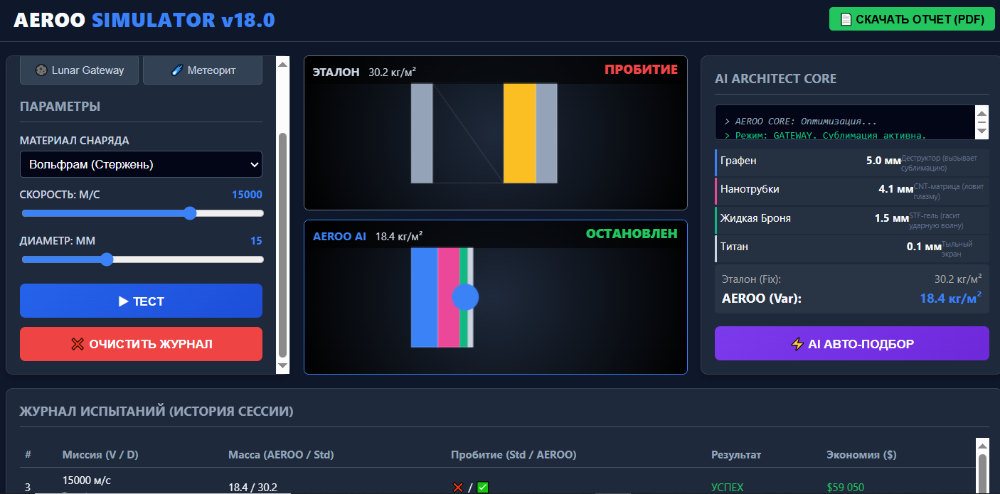 AEROO SIMULATOR v18.0
СКАЧАТЬ ОТЧЕТ (PDF)
Lunar Gateway
Метеорит
ПАРАМЕТРЫ
МАТЕРИАЛ СНАРЯДА
Вольфрам (Стержень)
СКОРОСТЬ: М/С 15000
ДИАМЕТР: ММ 15
▶ ТЕСТ
ОЧИСТИТЬ ЖУРНАЛ
ЭТАЛОН 30.2 кг/м²
ПРОБИТИЕ
AEROO AI 18.4 кг/м²
ОСТАНОВЛЕН
AI ARCHITECT CORE
> AEROO CORE: Оптимизация...
> Режим: GATEWAY. Сублимация активна.
Графен 5.0 мм Деструктор (вызывает
сублимацию)
Нанотрубки 4.1 мм CNT-матрица (ловит
плазму)
Жидкая Броня 1.5 мм STF-гель (гасит
ударную волну)
Титан 0.1 мм Тыльный
экран
Эталон (Fix): 30.2 кг/м²
AEROO (Var): 18.4 кг/м²
⚡ AI АВТО-ПОДБОР
ЖУРНАЛ ИСПЫТАНИЙ (ИСТОРИЯ СЕССИИ)
# Миссия (V / D) Масса (AEROO / Std) Пробитие (Std / AEROO) Результат Экономия ($)
15000 м/с
3 18.4 / 30.2 ❌ / ✅ УСПЕХ $59 050